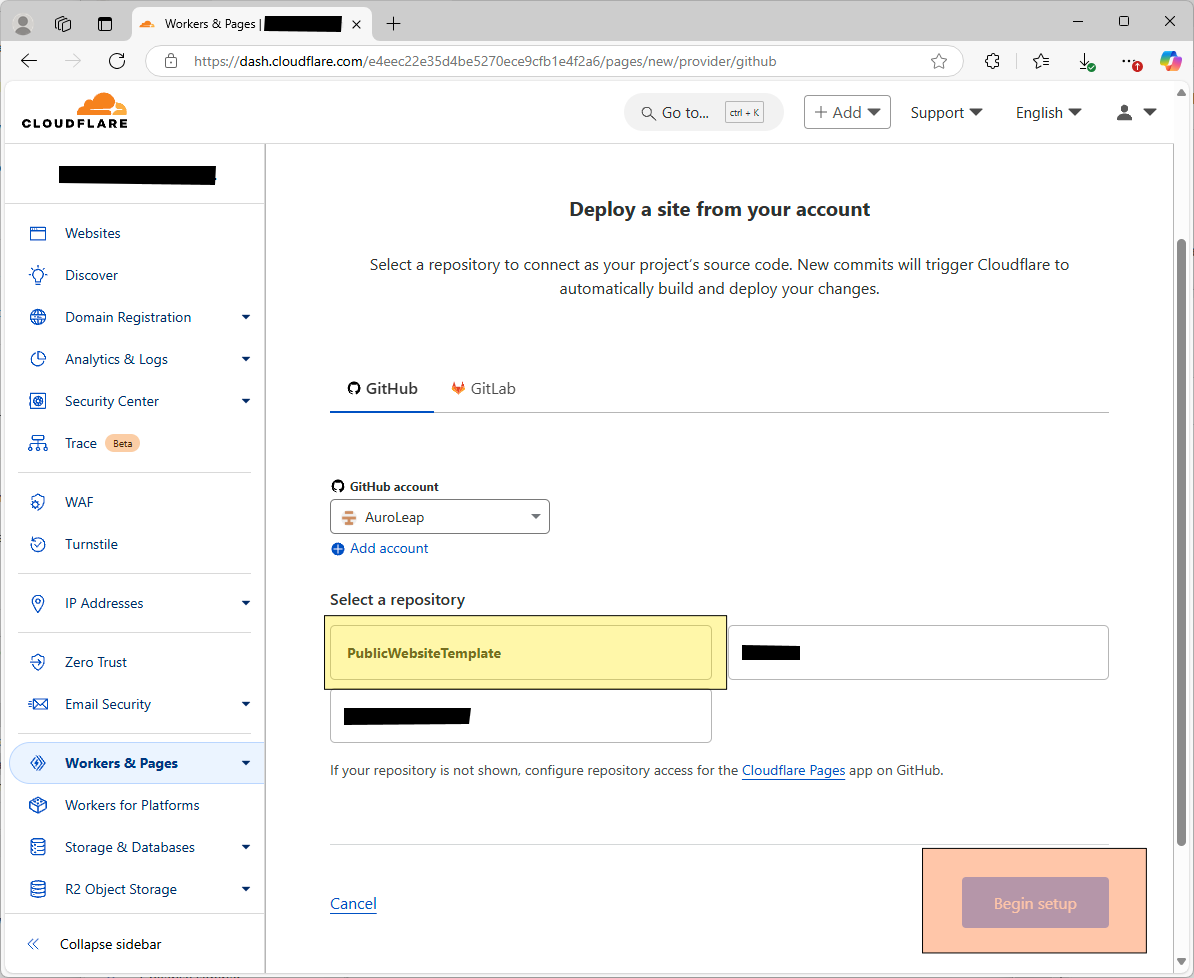 Workers & Pages |
https://dash.cloudflare.com/e4eec22e35d4be5270ece9cfb1e4f2a6/pages/new/provider/github
CLOUDFLARE
Go to...
ctrl + K
+ Add
Support
English
Websites
Discover
Domain Registration
Analytics & Logs
Security Center
Trace Beta
WAF
Turnstile
IP Addresses
Zero Trust
Email Security
Workers & Pages
Workers for Platforms
Storage & Databases
R2 Object Storage
Collapse sidebar
Deploy a site from your account
Select a repository to connect as your project’s source code. New commits will trigger Cloudflare to
automatically build and deploy your changes.
GitHub
GitLab
GitHub account
AuroLeap
Add account
Select a repository
PublicWebsiteTemplate
If your repository is not shown, configure repository access for the Cloudflare Pages app on GitHub.
Cancel
Begin setup